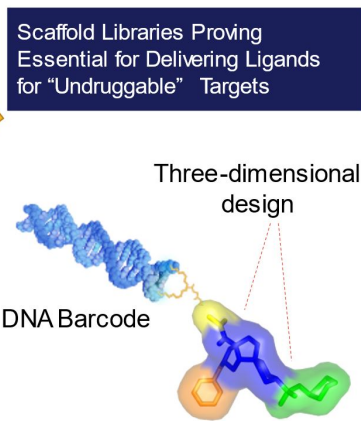 Scaffold Libraries Proving
Essential for Delivering Ligands
for “Undruggable” Targets
Three-dimensional
design
DNA Barcode